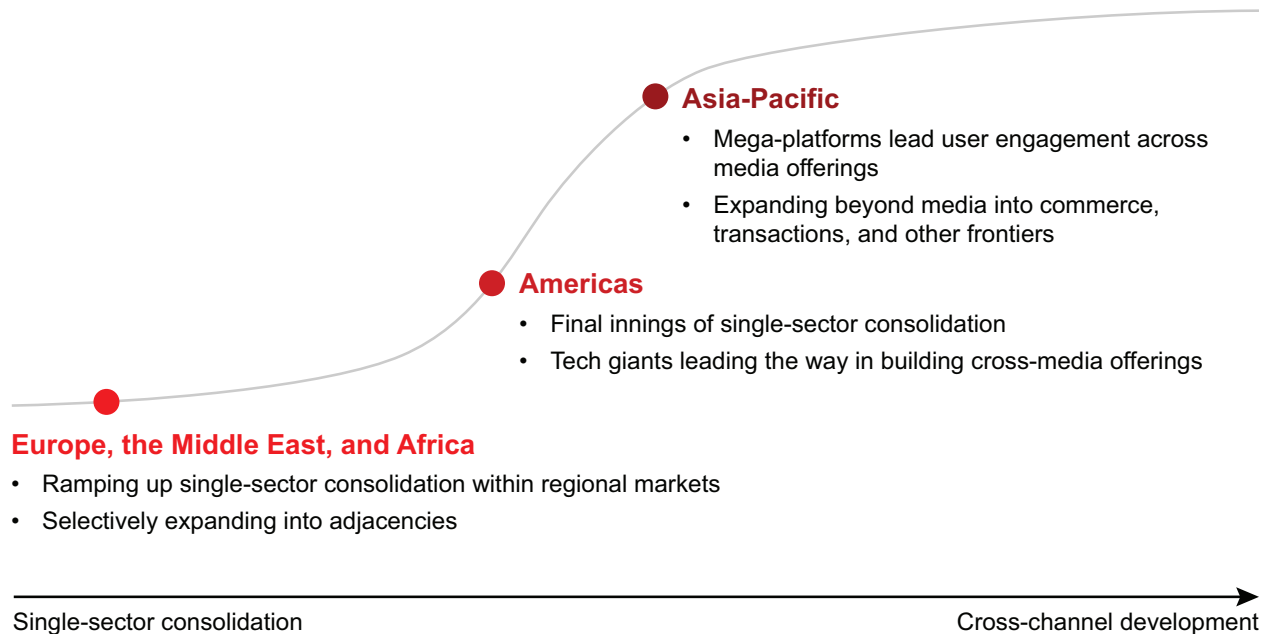 Asia-Pacific
• Mega-platforms lead user engagement across
media offerings
• Expanding beyond media into commerce,
transactions, and other frontiers
Americas
• Final innings of single-sector consolidation
• Tech giants leading the way in building cross-media offerings
Europe, the Middle East, and Africa
• Ramping up single-sector consolidation within regional markets
• Selectively expanding into adjacencies
Single-sector consolidation
Cross-channel development